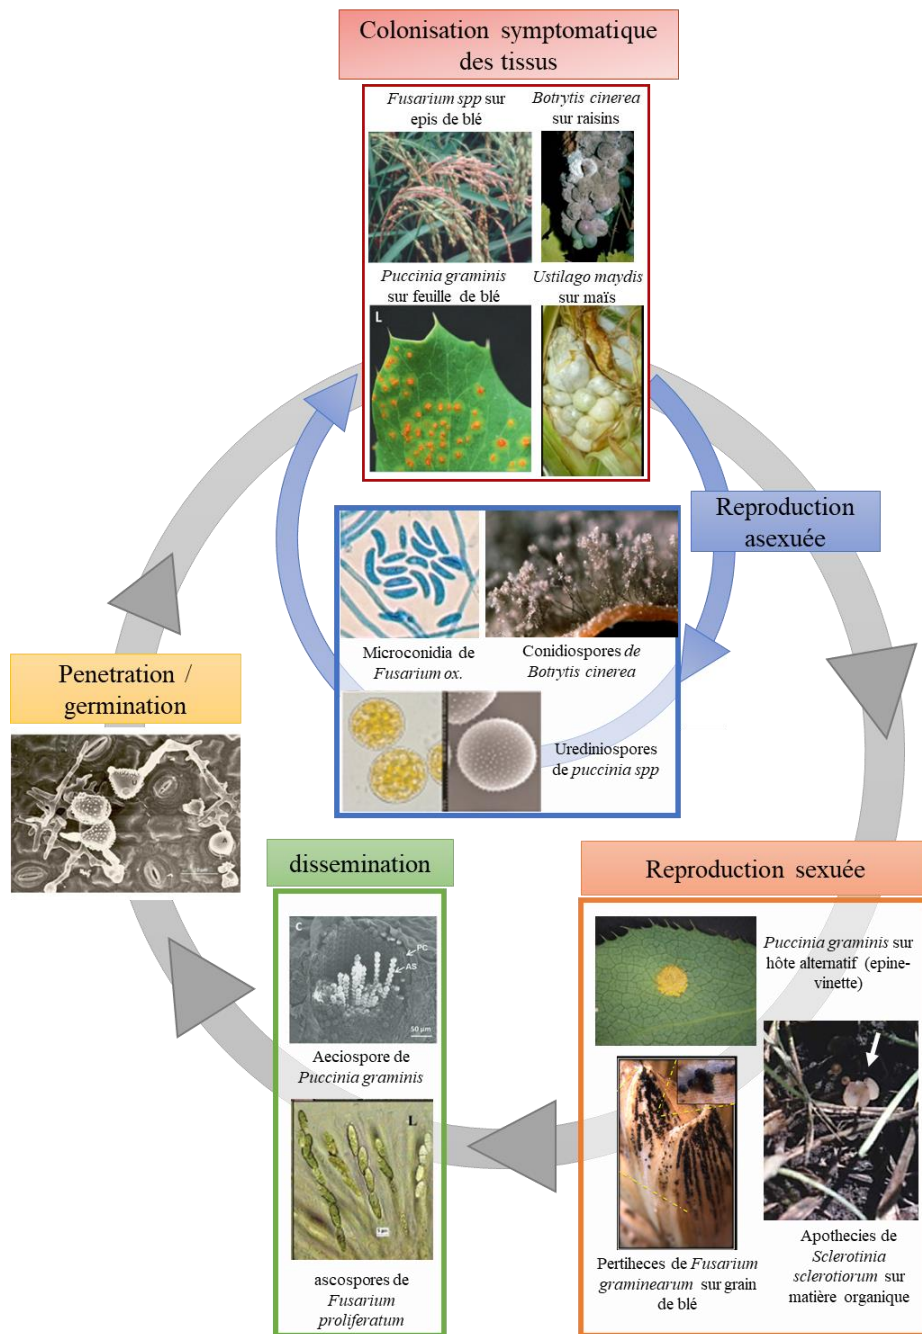 Colonisation symptomatique
des tissus
Fusarium spp sur
epis de blé
Botrytis cinerea
sur raisins
Puccinia graminis
sur feuille de blé
Ustilago maydis
sur maïs
L
Reproduction
asexuée
Microconidia de
Fusarium ox.
Conidiospores de
Botrytis cinerea
Urediniospores
de puccinia spp
Penetration /
germination
dissemination
C
PC
AS
50 µm
Aeciospore de
Puccinia graminis
L
ascospores de
Fusarium
proliferatum
Reproduction sexuée
Puccinia graminis sur
hôte alternatif (epine-
vinette)
Pertiheces de Fusarium
graminearum sur grain
de blé
Apothecies de
Sclerotinia
sclerotiorum sur
matière organique